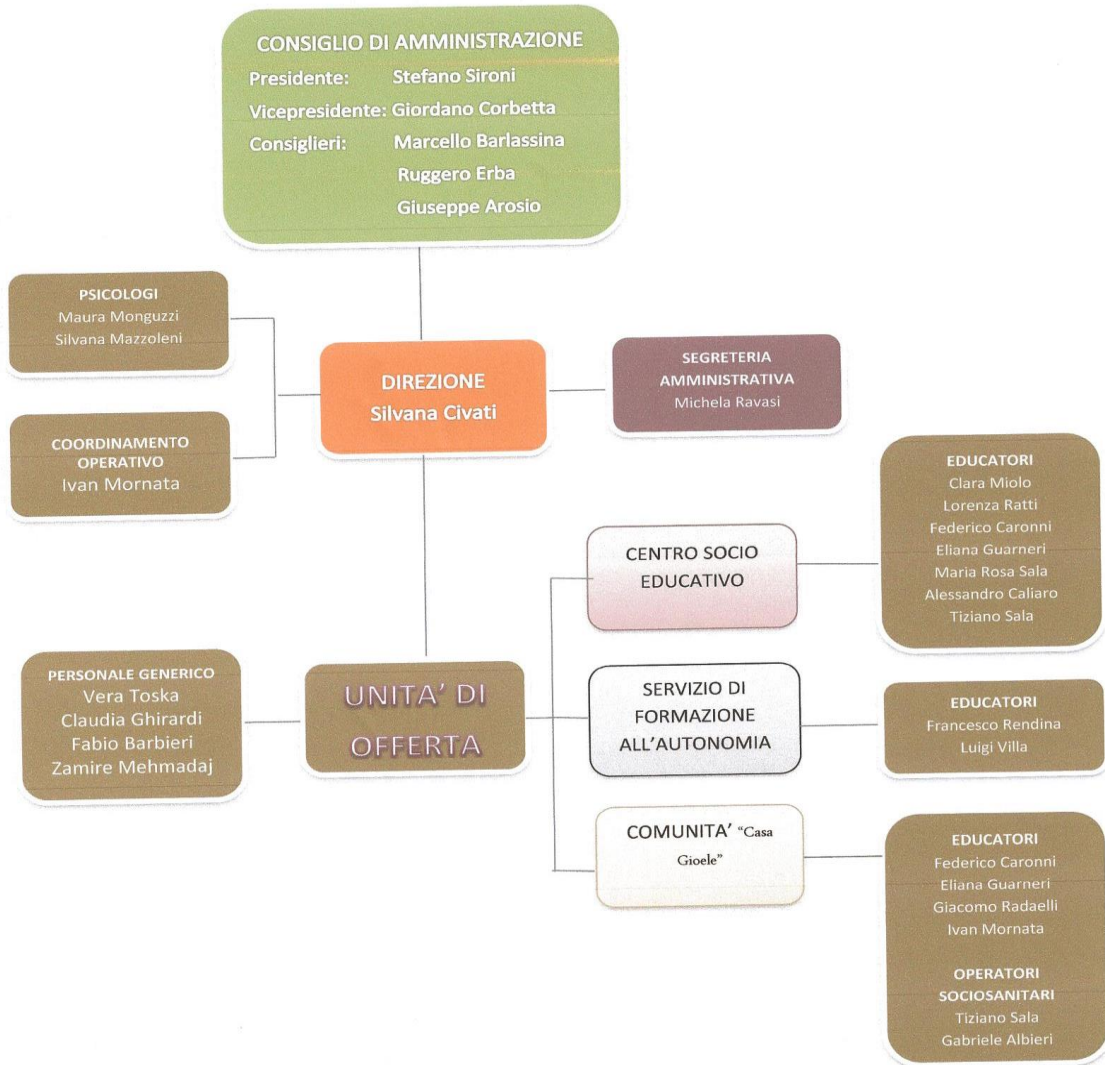 CONSIGLIO DI AMMINISTRAZIONE
Presidente: Stefano Sironi
Vicepresidente: Giordano Corbetta
Consiglieri: Marcello Barlassina
Ruggero Erba
Giuseppe Arosio
PSICOLOGI
Maura Monguzzi
Silvana Mazzoleni
DIREZIONE
Silvana Civati
SEGRETERIA
AMMINISTRATIVA
Michela Ravasi
COORDINAMENTO
OPERATIVO
Ivan Mornata
CENTRO SOCIO
EDUCATIVO
EDUCATORI
Clara Miolo
Lorenza Ratti
Federico Caronni
Eliana Guarneri
Maria Rosa Sala
Alessandro Caliaro
Tiziano Sala
PERSONALE GENERICO
Vera Toska
Claudia Ghirardi
Fabio Barbieri
Zamire Mehmadaj
UNITA' DI
OFFERTA
SERVIZIO DI
FORMAZIONE
ALL'AUTONOMIA
EDUCATORI
Francesco Rendina
Luigi Villa
COMUNITA' "Casa
Gioele"
EDUCATORI
Federico Caronni
Eliana Guarneri
Giacomo Radaelli
Ivan Mornata
OPERATORI
SOCIOSANITARI
Tiziano Sala
Gabriele Albieri